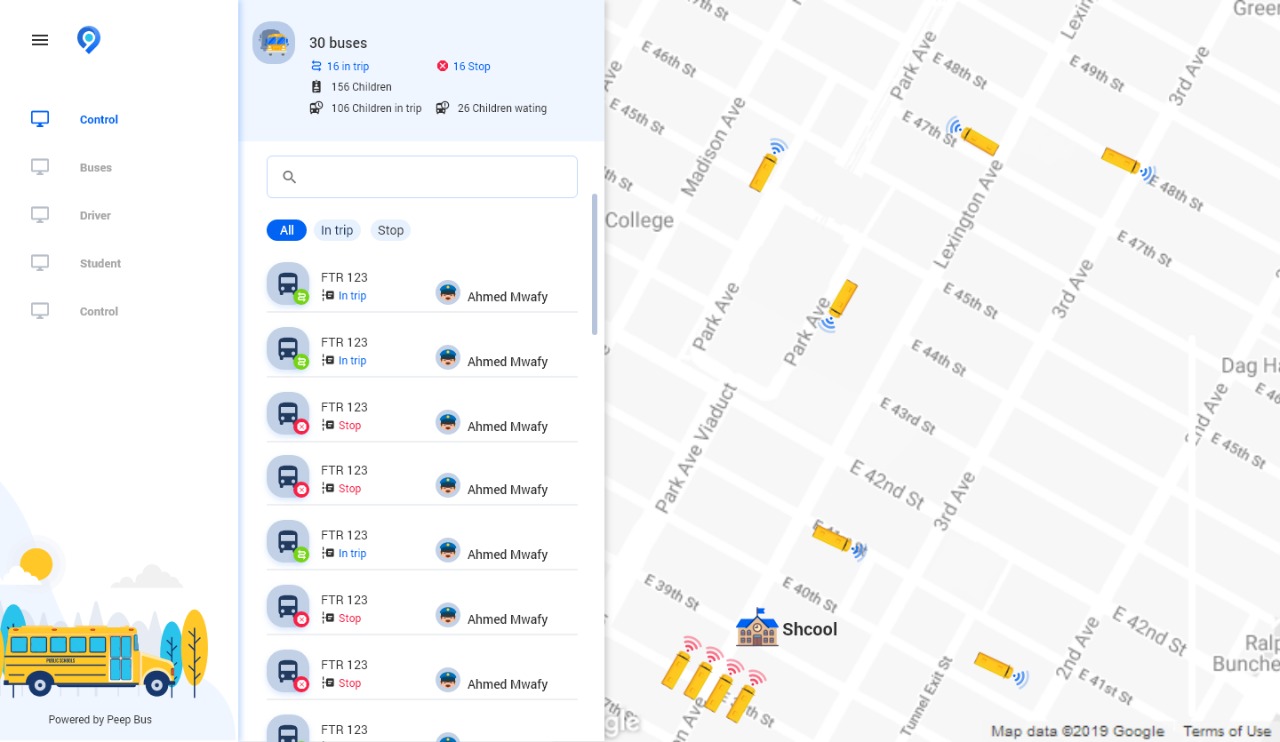 Control
Buses
Driver
Student
Control
PUBLIC SCHOOLS
Powered by Peep Bus
30 buses
16 in trip
16 Stop
156 Children
106 Children in trip
26 Children wating
All
In trip
Stop
FTR 123
In trip
Ahmed Mwafy
FTR 123
In trip
Ahmed Mwafy
FTR 123
Stop
Ahmed Mwafy
FTR 123
Stop
Ahmed Mwafy
FTR 123
In trip
Ahmed Mwafy
FTR 123
Stop
Ahmed Mwafy
FTR 123
Stop
Ahmed Mwafy
FTR 123
Green
Park Ave
3rd Ave
E 46th St
E 48th St
E 49th St
E 45th St
Madison Ave
E 47th St
E 48th St
College
Lexington Ave
E 47th St
Park Ave
3rd Ave
E 45th St
Park Ave
E 44th St
Dag Ha
Park Ave Viaduct
E 43rd St
2nd Ave
E 45th St
E 42nd St
3rd Ave
E 39th St
E 40th St
Shcool
E 42nd St
2nd Ave
E 41st St
Tunnel Exit St
Map data ©2019 Google
Terms of Use